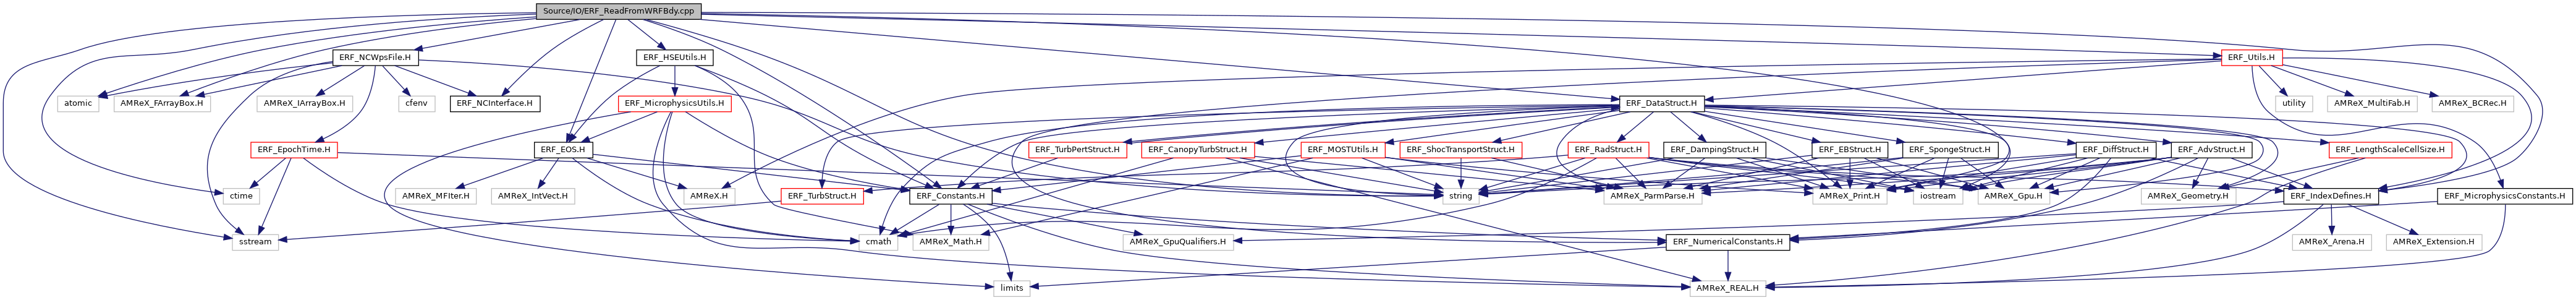 Source/IO/ERF_ReadFromWRFBdy.cpp
ERF_NCWpsFile.H
ERF_HSEUtils.H
ERF_Utils.H
atomic
AMReX_FArrayBox.H
AMReX_IArrayBox.H
cfenv
ERF_NCInterface.H
ERF_MicrophysicsUtils.H
ERF_DataStruct.H
utility
AMReX_MultiFab.H
AMReX_BCRec.H
ERF_EpochTime.H
ERF_EOS.H
ERF_TurbPertStruct.H
ERF_CanopyTurbStruct.H
ERF_MOSTUtils.H
ERF_ShocTransportStruct.H
ERF_RadStruct.H
ERF_DampingStruct.H
ERF_EBStruct.H
ERF_SpongeStruct.H
ERF_DiffStruct.H
ERF_AdvStruct.H
ERF_LengthScaleCellSize.H
ctime
AMReX_MFIter.H
AMReX_IntVect.H
AMReX.H
ERF_TurbStruct.H
ERF_Constants.H
string
AMReX_ParmParse.H
AMReX_Print.H
iostream
AMReX_Gpu.H
AMReX_Geometry.H
ERF_IndexDefines.H
ERF_MicrophysicsConstants.H
sstream
cmath
AMReX_Math.H
AMReX_GpuQualifiers.H
ERF_NumericalConstants.H
AMReX_Arena.H
AMReX_Extension.H
limits
AMReX_REAL.H